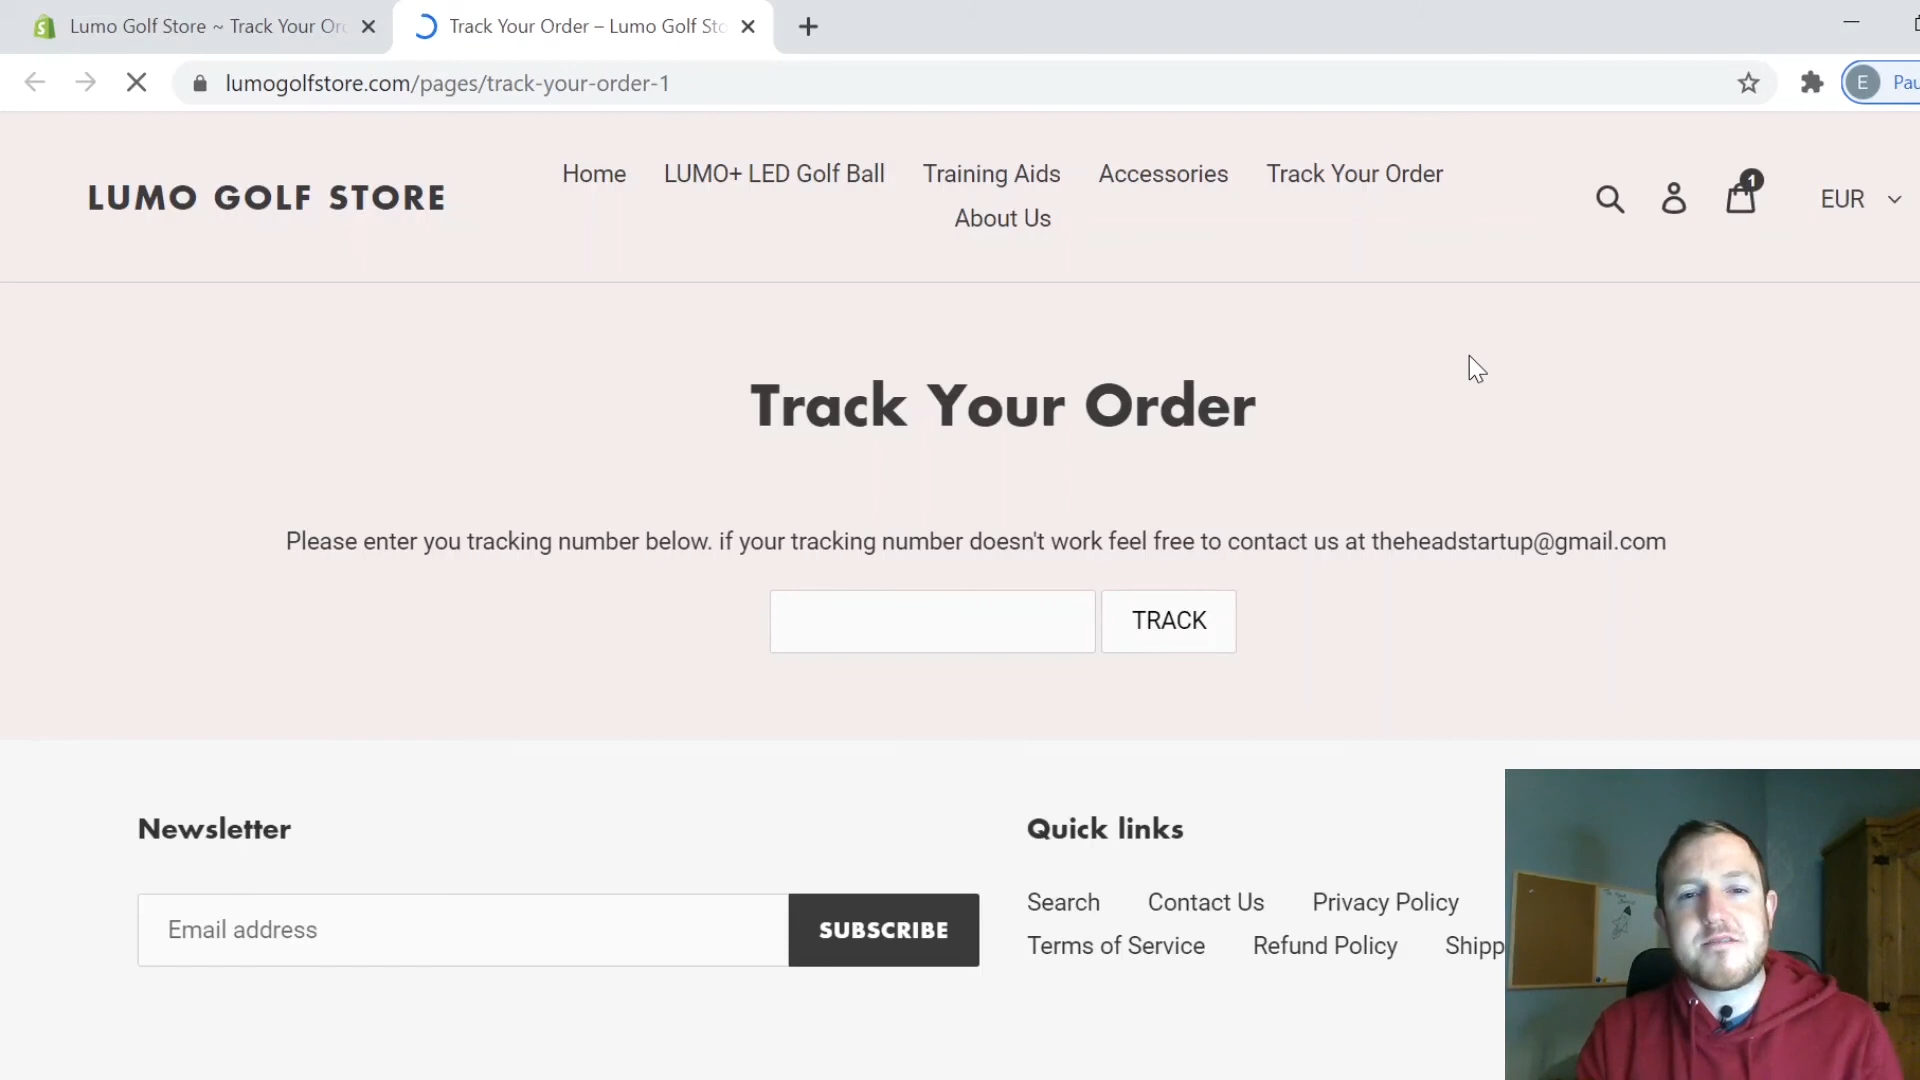 Lumo Golf Store ~ Track Your Orc
Track Your Order – Lumo Golf Sto
lumogolfstore.com/pages/track-your-order-1
E Pau
LUMO GOLF STORE
Home LUMO+ LED Golf Ball Training Aids Accessories Track Your Order
About Us
1
EUR
Track Your Order
Please enter you tracking number below. if your tracking number doesn't work feel free to contact us at theheadstartup@gmail.com
TRACK
Newsletter
Email address
SUBSCRIBE
Quick links
Search Contact Us Privacy Policy
Terms of Service Refund Policy Shipp